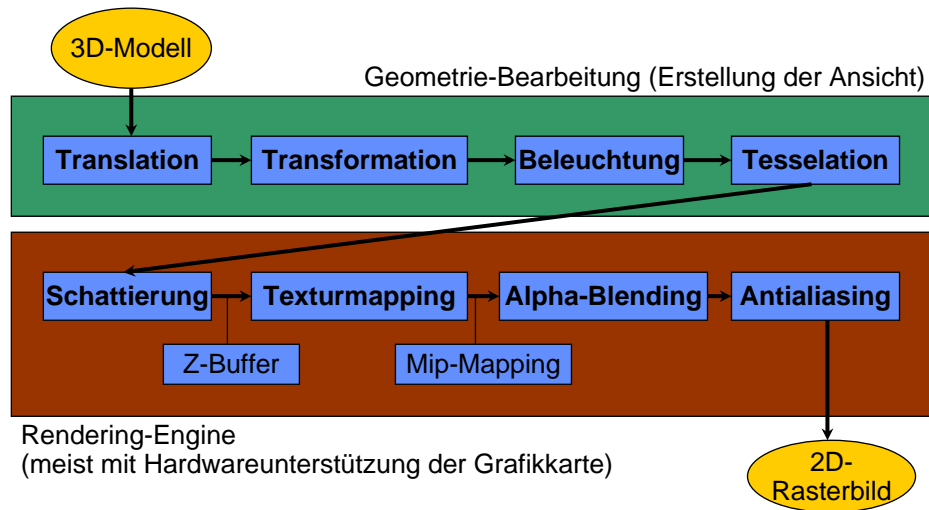 3D-Modell
Geometrie-Bearbeitung (Erstellung der Ansicht)
Translation
Transformation
Beleuchtung
Tesselation
Schattierung
Texturmapping
Alpha-Blending
Antialiasing
Z-Buffer
Mip-Mapping
Rendering-Engine
(meist mit Hardwareunterstützung der Grafikkarte)
2D-
Rasterbild